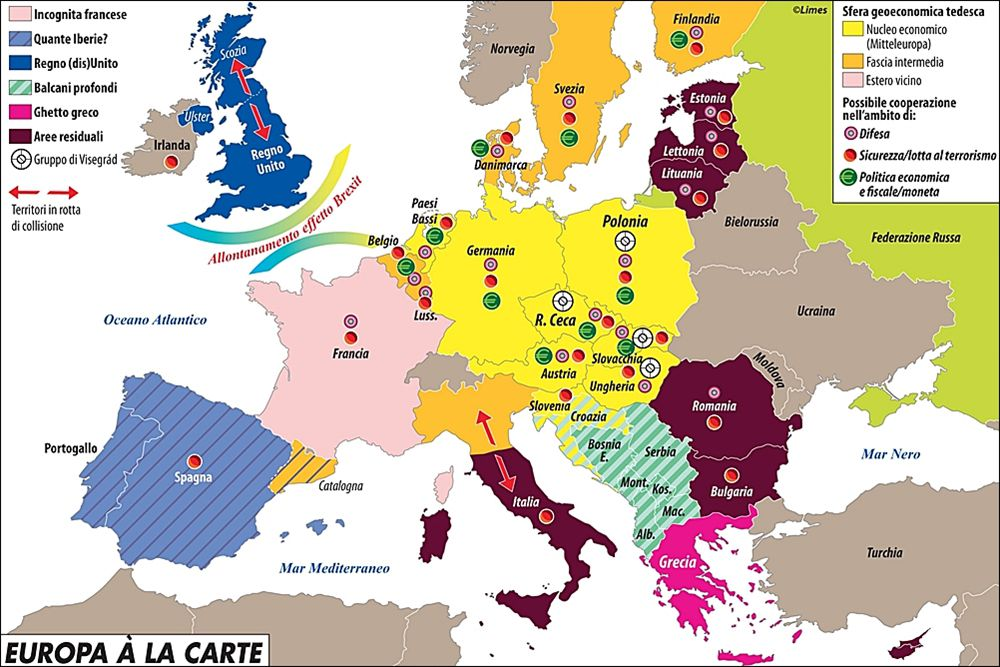 Incognita francese
Quante Iberie?
Regno (dis)Unito
Balcani profondi
Ghetto greco
Aree residuali
Gruppo di Visegrád
Territori in rotta
di collisione
©Limes
Sfera geoeconomica tedesca
Nucleo economico
(Mitteleuropa)
Fascia intermedia
Estero vicino
Possibile cooperazione
nell'ambito di:
Difesa
Sicurezza/lotta al terrorismo
Politica economica
e fiscale/moneta
Scozia
Ulster
Irlanda
Regno
Unito
Norvegia
Svezia
Finlandia
Danimarca
Estonia
Lettonia
Lituania
Bielorussia
Federazione Russa
Allontanamento effetto Brexit
Paesi
Bassi
Belgio
Luss.
Germania
Polonia
R. Ceca
Slovacchia
Austria
Ungheria
Ucraina
Moldova
Oceano Atlantico
Francia
Slovenia
Croazia
Bosnia
E.
Serbia
Mont.
Kos.
Mac.
Alb.
Romania
Bulgaria
Mar Nero
Portogallo
Spagna
Catalogna
Italia
Grecia
Turchia
Mar Mediterraneo
EUROPA À LA CARTE